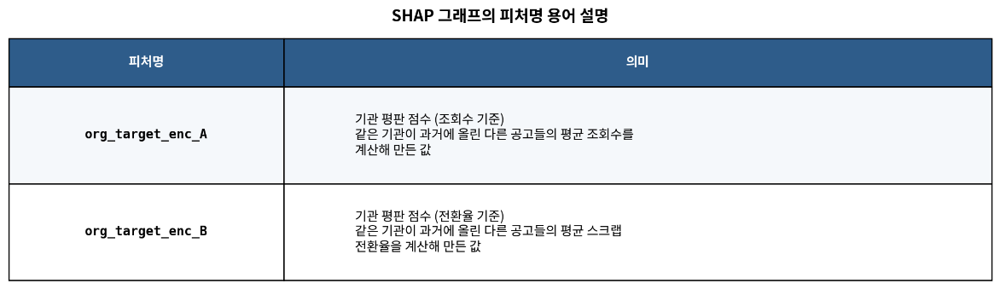 SHAP 그래프의 피처명 용어 설명
피처명
의미
org_target_enc_A
기관 평판 점수 (조회수 기준)
같은 기관이 과거에 올린 다른 공고들의 평균 조회수를
계산해 만든 값
org_target_enc_B
기관 평판 점수 (전환율 기준)
같은 기관이 과거에 올린 다른 공고들의 평균 스크랩
전환율을 계산해 만든 값